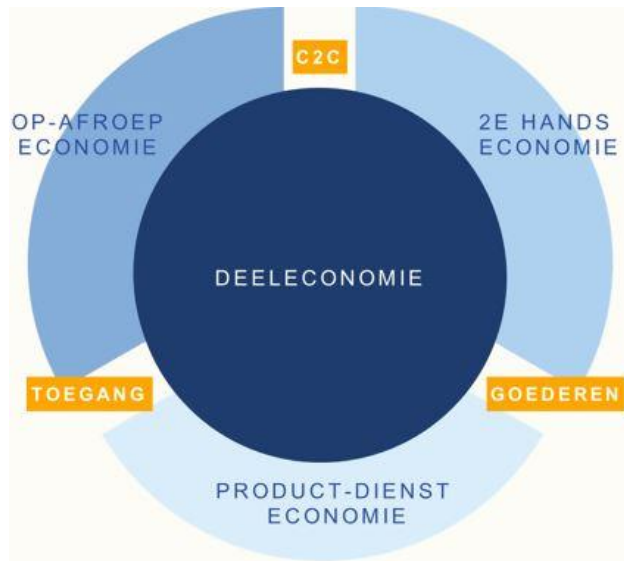 C2C
OP-AFROEP
ECONOMIE
2E HANDS
ECONOMIE
DEELECONOMIE
TOEGANG
GOEDEREN
PRODUCT-DIENST
ECONOMIE